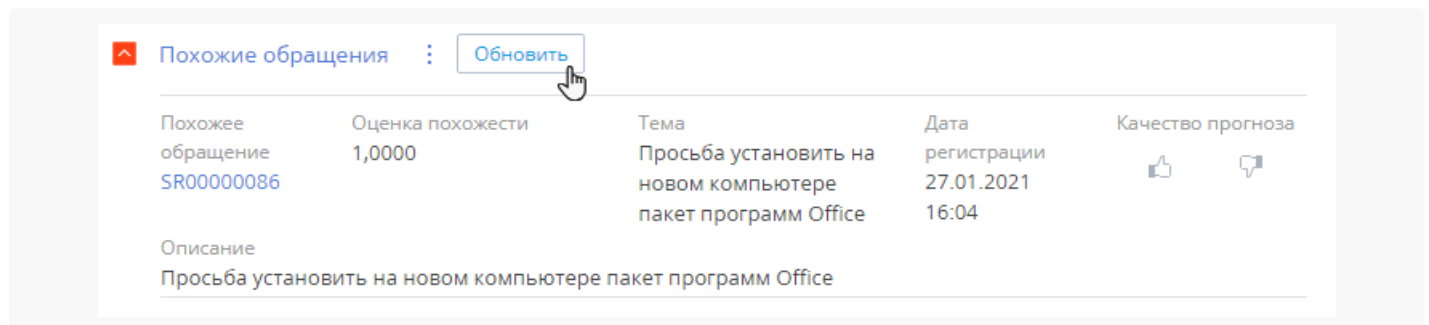 Похожие обращения
Обновить
Похожее
обращение
SR00000086
Оценка похожести
1,0000
Тема
Просьба установить на
новом компьютере
пакет программ Office
Дата
регистрации
27.01.2021
16:04
Качество прогноза
Описание
Просьба установить на новом компьютере пакет программ Office